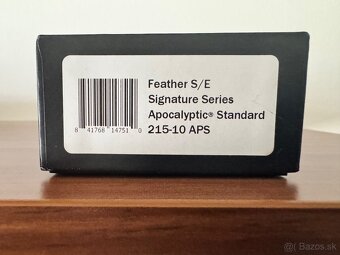 Feather S/E
Signature Series
Apocalyptic® Standard
215-10 APS
8 41768 14751 0
Bazos.sk